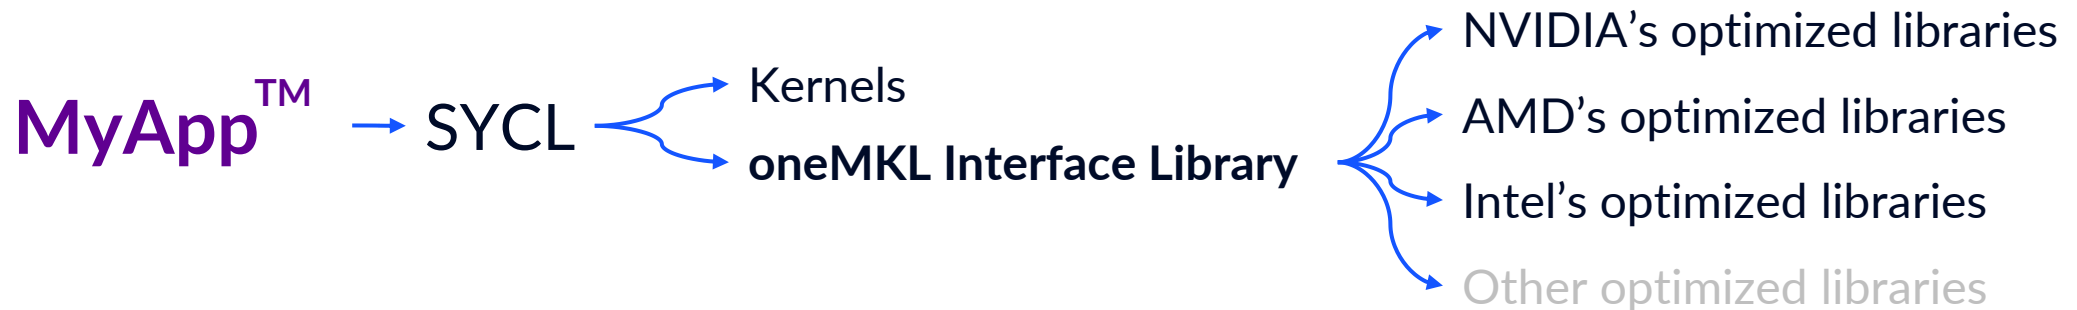 MyApp™
SYCL
Kernels
oneMKL Interface Library
NVIDIA’s optimized libraries
AMD’s optimized libraries
Intel’s optimized libraries
Other optimized libraries